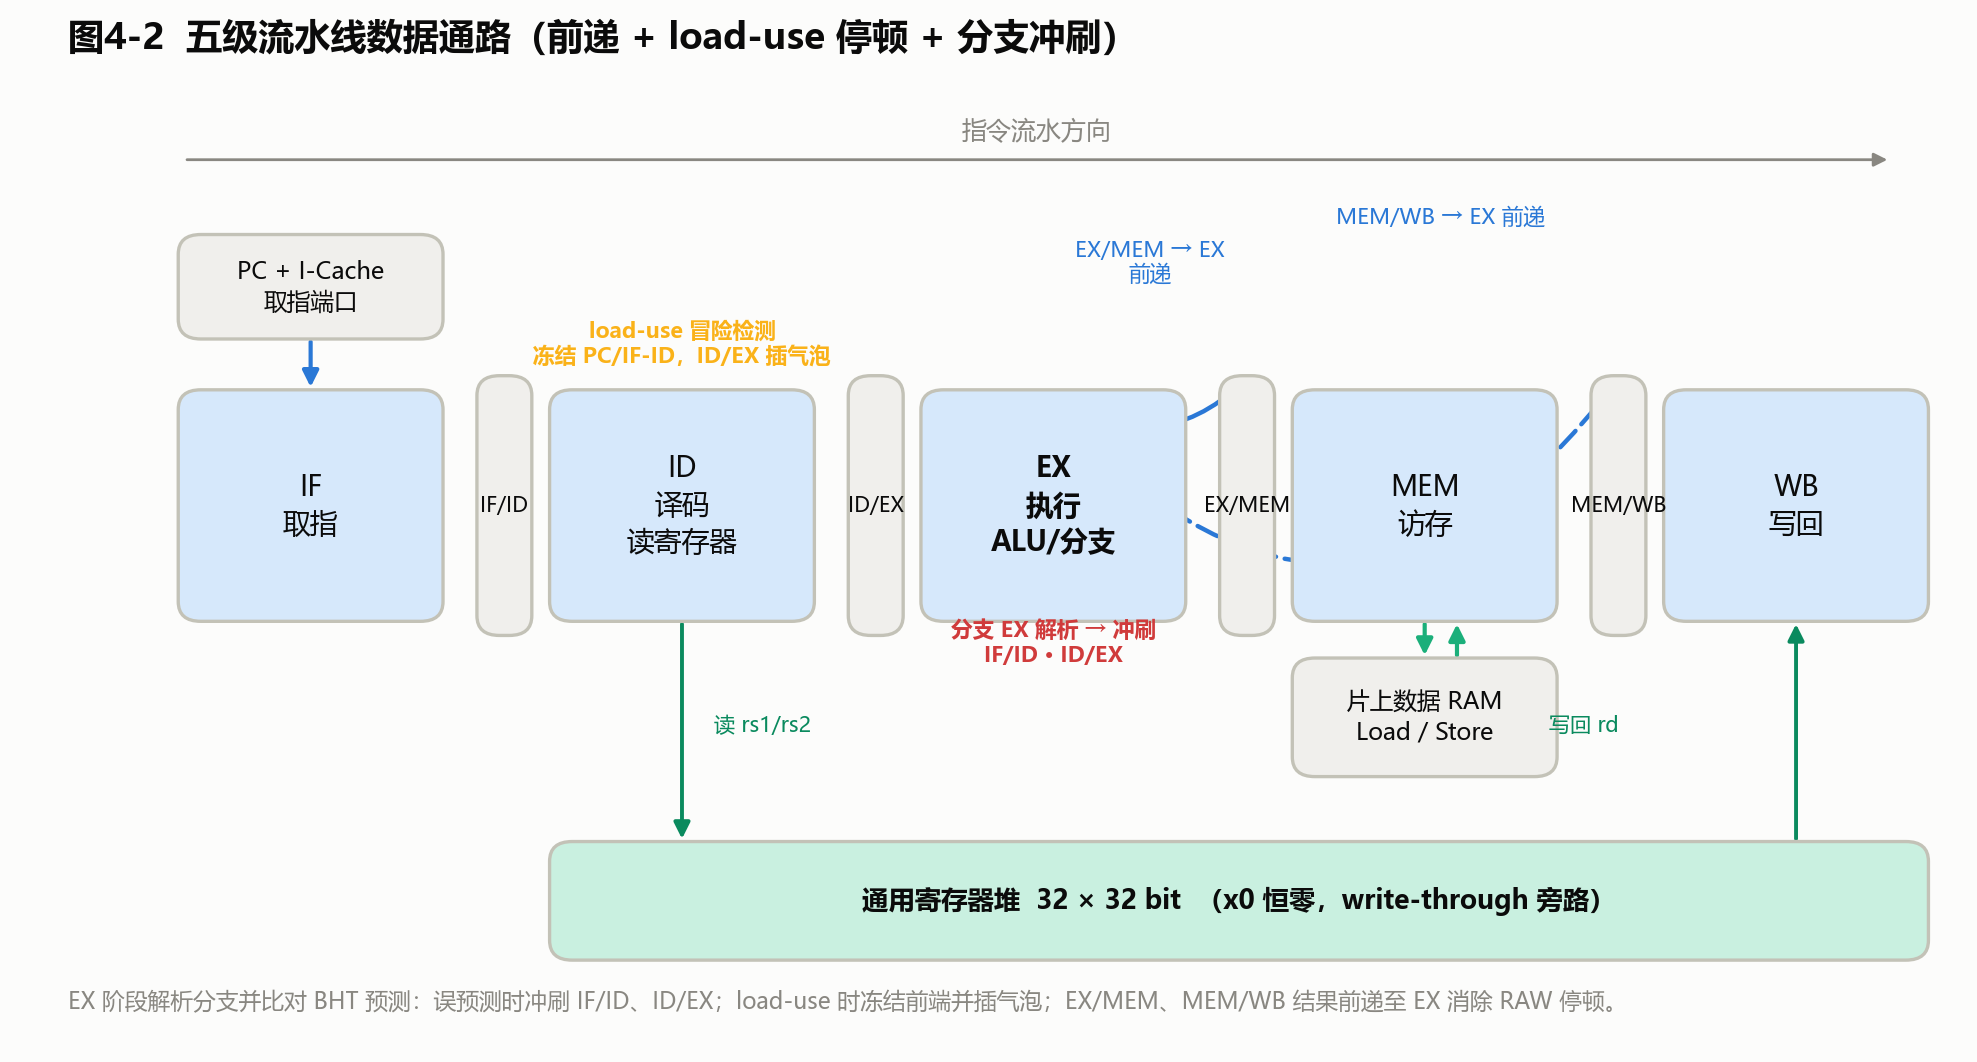 图4-2 五级流水线数据通路（前递 + load-use 停顿 + 分支冲刷）
指令流水方向
MEM/WB → EX 前递
EX/MEM → EX
前递
PC + I-Cache
取指端口
load-use 冒险检测
冻结 PC/IF-ID，ID/EX 插气泡
IF
取指
IF/ID
ID
译码
读寄存器
ID/EX
EX
执行
ALU/分支
EX/MEM
MEM
访存
MEM/WB
WB
写回
分支 EX 解析 → 冲刷
IF/ID • ID/EX
读 rs1/rs2
片上数据 RAM
Load / Store
写回 rd
通用寄存器堆 32 × 32 bit （x0 恒零，write-through 旁路）
EX 阶段解析分支并比对 BHT 预测：误预测时冲刷 IF/ID、ID/EX；load-use 时冻结前端并插气泡；EX/MEM、MEM/WB 结果前递至 EX 消除 RAW 停顿。